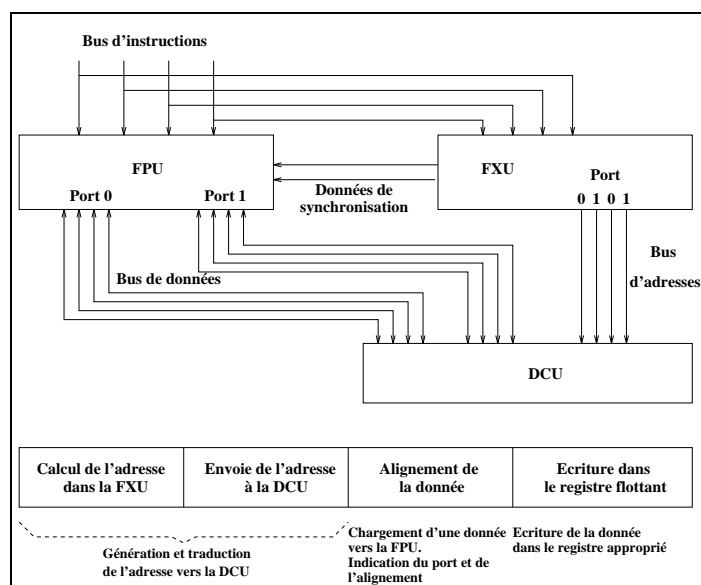 Bus d'instructions
FPU
FXU
Port
Port 0
Port 1
0 1 0 1
Données de
synchronisation
Bus
d'adresses
Bus de données
DCU
Calcul de l'adresse
dans la FXU
Envoie de l'adresse
à la DCU
Alignement de
la donnée
Ecriture dans
le registre flottant
Génération et traduction
de l'adresse vers la DCU
Chargement d'une donnée
vers la FPU.
Indication du port et de
l'alignement
Ecriture de la donnée
dans le registre approprié